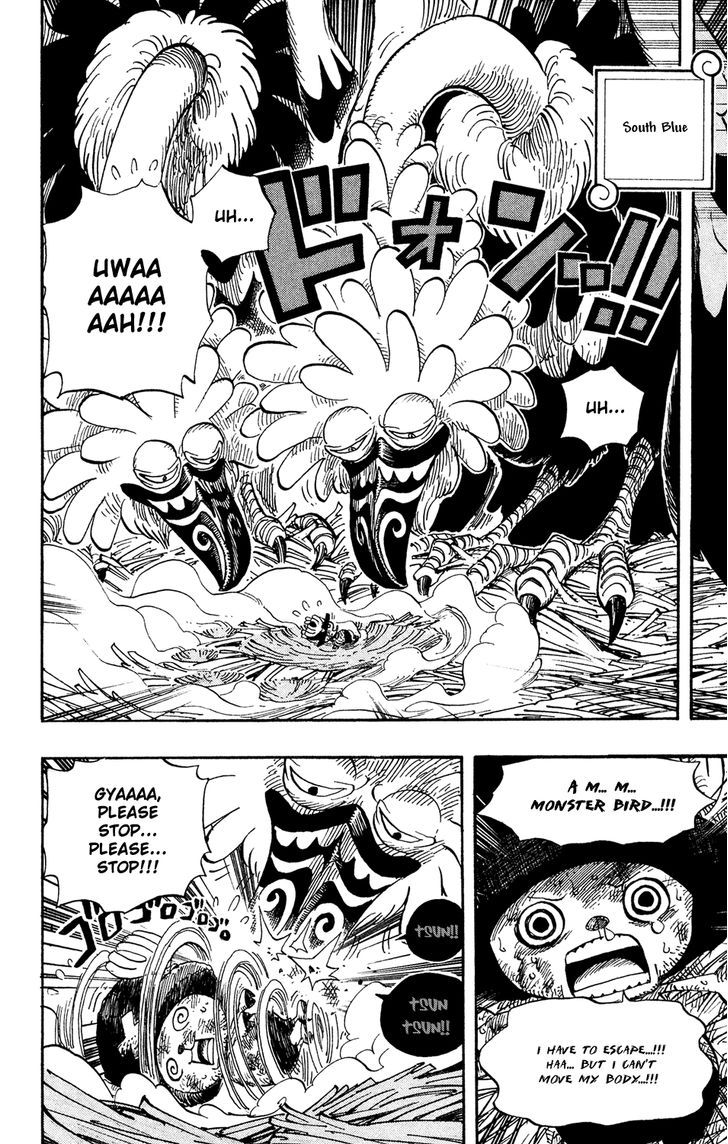 South Blue
UH...
ドォン!!
UWAA
AAAAA
AAH!!!
UH...
A M... M...
MONSTER BIRD...!!!
I HAVE TO ESCAPE...!!!
HAA... BUT I CAN'T
MOVE MY BODY...!!!
GYAAAA,
PLEASE
STOP...
PLEASE...
STOP!!!
TSUN!!
TSUN
TSUN!!
ゴロゴロゴロ